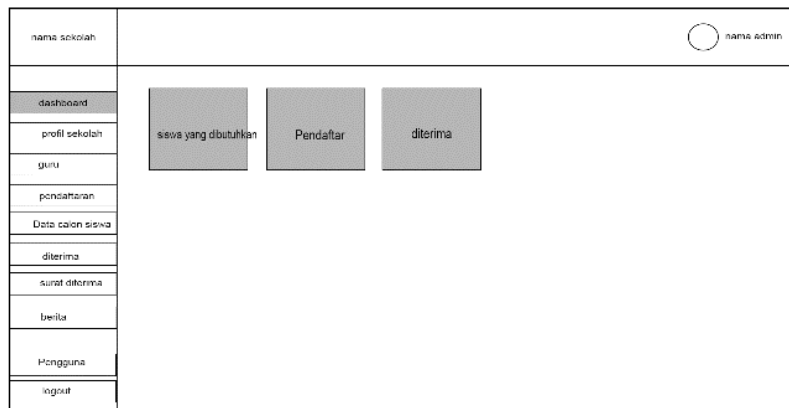 nama sekolah
nama admin
dashboard
profil sekolah
guru
pendaftaran
Data calon siswa
diterima
surat diterima
berita
Pengguna
logout
siswa yang dibutuhkan
Pendaftar
diterima